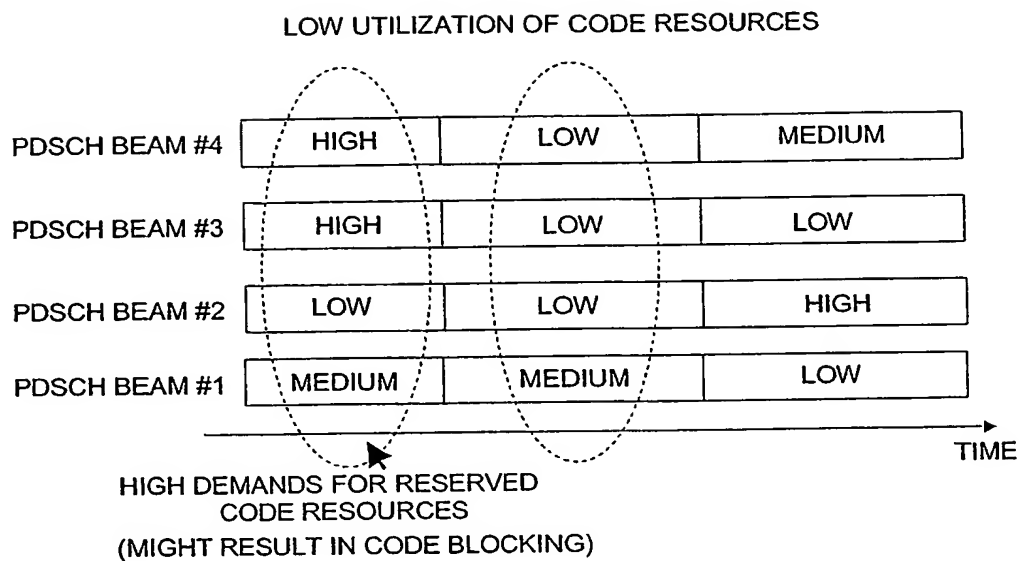 LOW UTILIZATION OF CODE RESOURCES
PDSCH BEAM #4 HIGH LOW MEDIUM
PDSCH BEAM #3 HIGH LOW LOW
PDSCH BEAM #2 LOW LOW HIGH
PDSCH BEAM #1 MEDIUM MEDIUM LOW
TIME
HIGH DEMANDS FOR RESERVED
CODE RESOURCES
(MIGHT RESULT IN CODE BLOCKING)